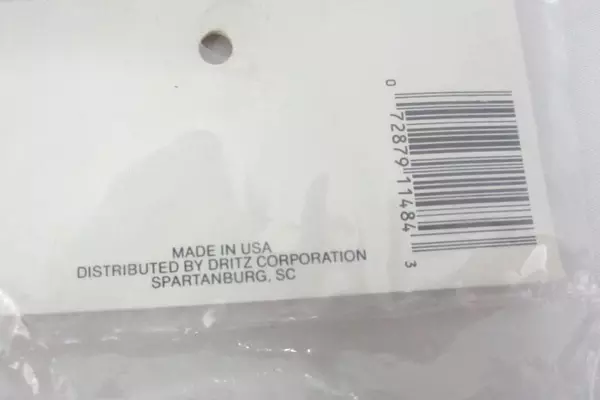 MADE IN USA
DISTRIBUTED BY DRITZ CORPORATION
SPARTANBURG, SC
0 72879 11484 3